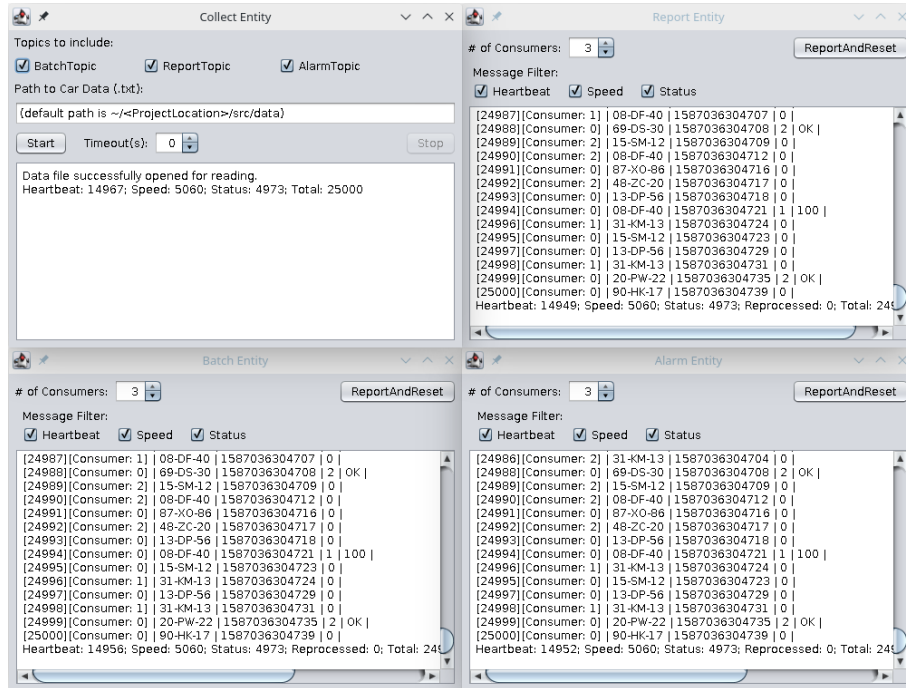 Collect Entity
Topics to include:
BatchTopic ReportTopic AlarmTopic
Path to Car Data (.txt):
{default path is ~/<ProjectLocation>/src/data}
Start Timeout(s): 0 Stop
Data file successfully opened for reading.
Heartbeat: 14967; Speed: 5060; Status: 4973; Total: 25000
Report Entity
# of Consumers: 3 ReportAndReset
Message Filter:
Heartbeat Speed Status
[24987][Consumer: 1] | 08-DF-40 | 1587036304707 | 0 |
[24988][Consumer: 0] | 69-DS-30 | 1587036304708 | 2 | OK |
[24989][Consumer: 2] | 15-SM-12 | 1587036304709 | 0 |
[24990][Consumer: 2] | 08-DF-40 | 1587036304712 | 0 |
[24991][Consumer: 0] | 87-XO-86 | 1587036304716 | 0 |
[24992][Consumer: 2] | 48-ZC-20 | 1587036304717 | 0 |
[24993][Consumer: 0] | 13-DP-56 | 1587036304718 | 0 |
[24994][Consumer: 0] | 08-DF-40 | 1587036304721 | 1 | 100 |
[24996][Consumer: 1] | 31-KM-13 | 1587036304724 | 0 |
[24995][Consumer: 0] | 15-SM-12 | 1587036304723 | 0 |
[24997][Consumer: 0] | 13-DP-56 | 1587036304729 | 0 |
[24998][Consumer: 1] | 31-KM-13 | 1587036304731 | 0 |
[24999][Consumer: 0] | 20-PW-22 | 1587036304735 | 2 | OK |
[25000][Consumer: 0] | 90-HK-17 | 1587036304739 | 0 |
Heartbeat: 14949; Speed: 5060; Status: 4973; Reprocessed: 0; Total: 249
Batch Entity
# of Consumers: 3 ReportAndReset
Message Filter:
Heartbeat Speed Status
[24987][Consumer: 1] | 08-DF-40 | 1587036304707 | 0 |
[24988][Consumer: 0] | 69-DS-30 | 1587036304708 | 2 | OK |
[24989][Consumer: 2] | 15-SM-12 | 1587036304709 | 0 |
[24990][Consumer: 2] | 08-DF-40 | 1587036304712 | 0 |
[24991][Consumer: 0] | 87-XO-86 | 1587036304716 | 0 |
[24992][Consumer: 2] | 48-ZC-20 | 1587036304717 | 0 |
[24993][Consumer: 0] | 13-DP-56 | 1587036304718 | 0 |
[24994][Consumer: 0] | 08-DF-40 | 1587036304721 | 1 | 100 |
[24995][Consumer: 0] | 15-SM-12 | 1587036304723 | 0 |
[24996][Consumer: 1] | 31-KM-13 | 1587036304724 | 0 |
[24997][Consumer: 0] | 13-DP-56 | 1587036304729 | 0 |
[24998][Consumer: 1] | 31-KM-13 | 1587036304731 | 0 |
[24999][Consumer: 0] | 20-PW-22 | 1587036304735 | 2 | OK |
[25000][Consumer: 0] | 90-HK-17 | 1587036304739 | 0 |
Heartbeat: 14956; Speed: 5060; Status: 4973; Reprocessed: 0; Total: 249
Alarm Entity
# of Consumers: 3 ReportAndReset
Message Filter:
Heartbeat Speed Status
[24986][Consumer: 2] | 31-KM-13 | 1587036304704 | 0 |
[24988][Consumer: 0] | 69-DS-30 | 1587036304708 | 2 | OK |
[24989][Consumer: 2] | 15-SM-12 | 1587036304709 | 0 |
[24990][Consumer: 2] | 08-DF-40 | 1587036304712 | 0 |
[24991][Consumer: 0] | 87-XO-86 | 1587036304716 | 0 |
[24992][Consumer: 2] | 48-ZC-20 | 1587036304717 | 0 |
[24993][Consumer: 0] | 13-DP-56 | 1587036304718 | 0 |
[24994][Consumer: 0] | 08-DF-40 | 1587036304721 | 1 | 100 |
[24996][Consumer: 1] | 31-KM-13 | 1587036304724 | 0 |
[24995][Consumer: 0] | 15-SM-12 | 1587036304723 | 0 |
[24997][Consumer: 0] | 13-DP-56 | 1587036304729 | 0 |
[24998][Consumer: 1] | 31-KM-13 | 1587036304731 | 0 |
[24999][Consumer: 0] | 20-PW-22 | 1587036304735 | 2 | OK |
[25000][Consumer: 0] | 90-HK-17 | 1587036304739 | 0 |
Heartbeat: 14952; Speed: 5060; Status: 4973; Reprocessed: 0; Total: 249